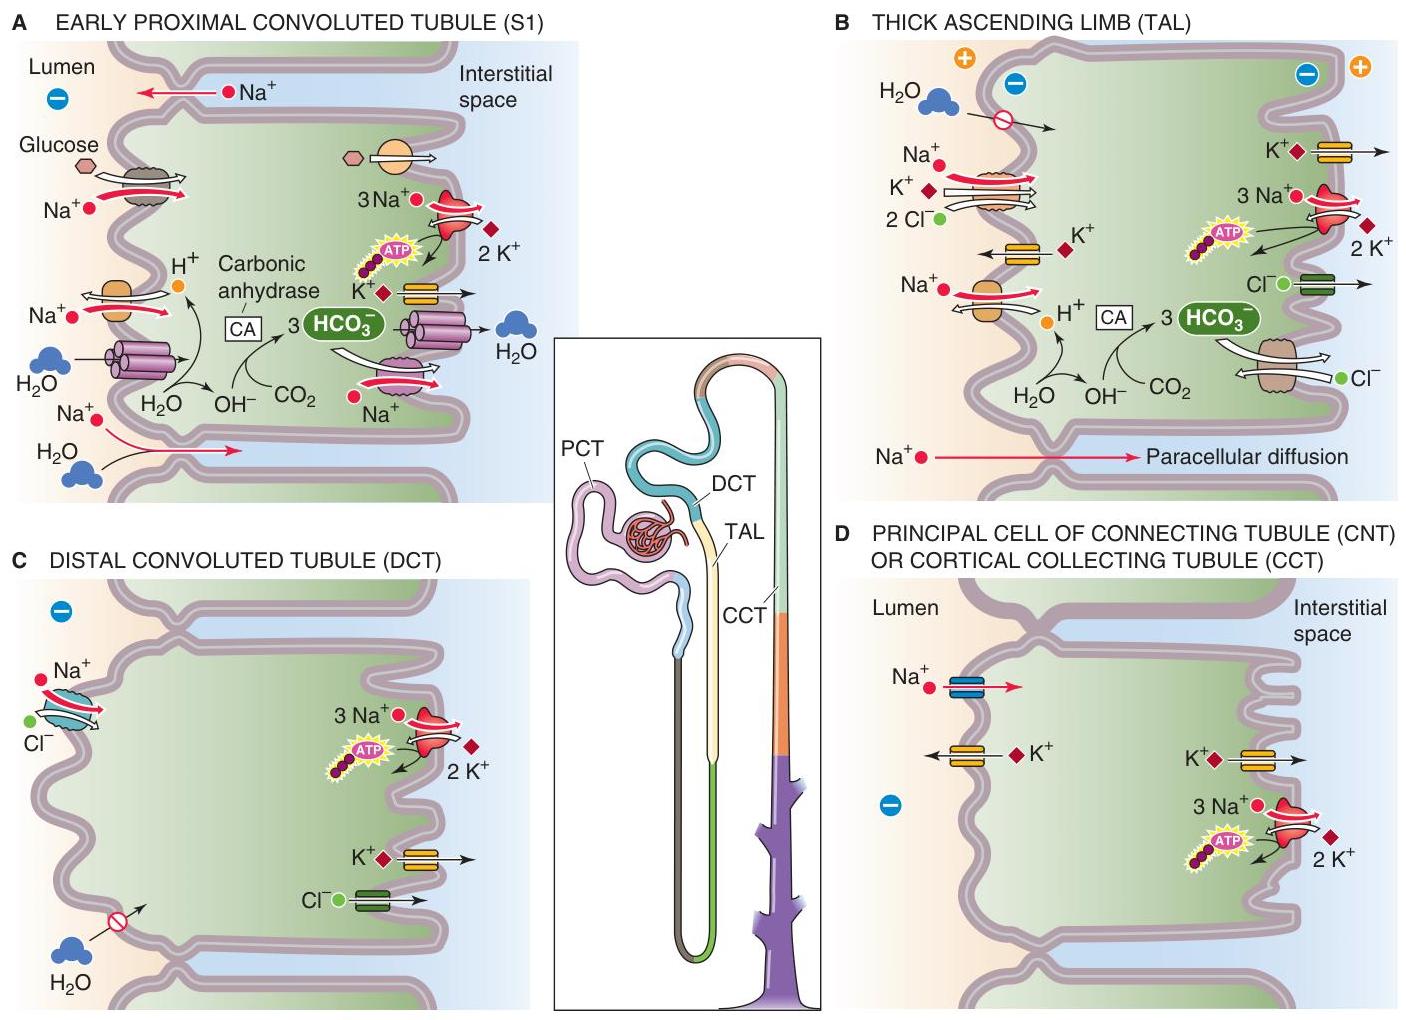 A EARLY PROXIMAL CONVOLUTED TUBULE (S1)
Lumen
Na⁺
Interstitial
space
Glucose
Na⁺
3 Na⁺
ATP
2 K⁺
H⁺
Carbonic
anhydrase
K⁺
Na⁺
CA
3 HCO₃⁻
H₂O
H₂O
H₂O
OH⁻
CO₂
Na⁺
Na⁺
H₂O
B THICK ASCENDING LIMB (TAL)
H₂O
K⁺
Na⁺
K⁺
2 Cl⁻
3 Na⁺
ATP
2 K⁺
K⁺
Na⁺
Cl⁻
H⁺
CA
3 HCO₃⁻
H₂O
OH⁻
CO₂
Cl⁻
Na⁺
Paracellular diffusion
PCT
DCT
TAL
CCT
C DISTAL CONVOLUTED TUBULE (DCT)
Na⁺
Cl⁻
3 Na⁺
ATP
2 K⁺
K⁺
Cl⁻
H₂O
D PRINCIPAL CELL OF CONNECTING TUBULE (CNT)
OR CORTICAL COLLECTING TUBULE (CCT)
Lumen
Interstitial
space
Na⁺
K⁺
K⁺
3 Na⁺
ATP
2 K⁺